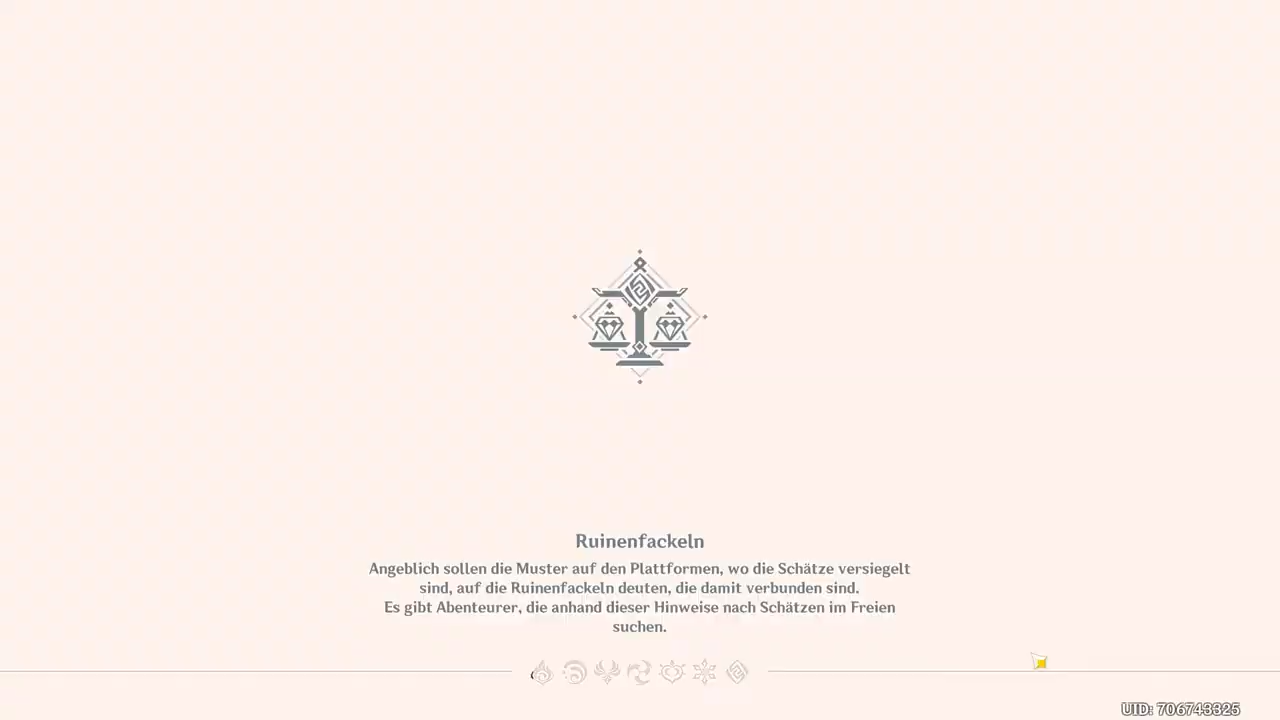 Ruinenfackeln
Angeblich sollen die Muster auf den Plattformen, wo die Schätze versiegelt
sind, auf die Ruinenfackeln deuten, die damit verbunden sind.
Es gibt Abenteurer, die anhand dieser Hinweise nach Schätzen im Freien
suchen.
UID: 706743325